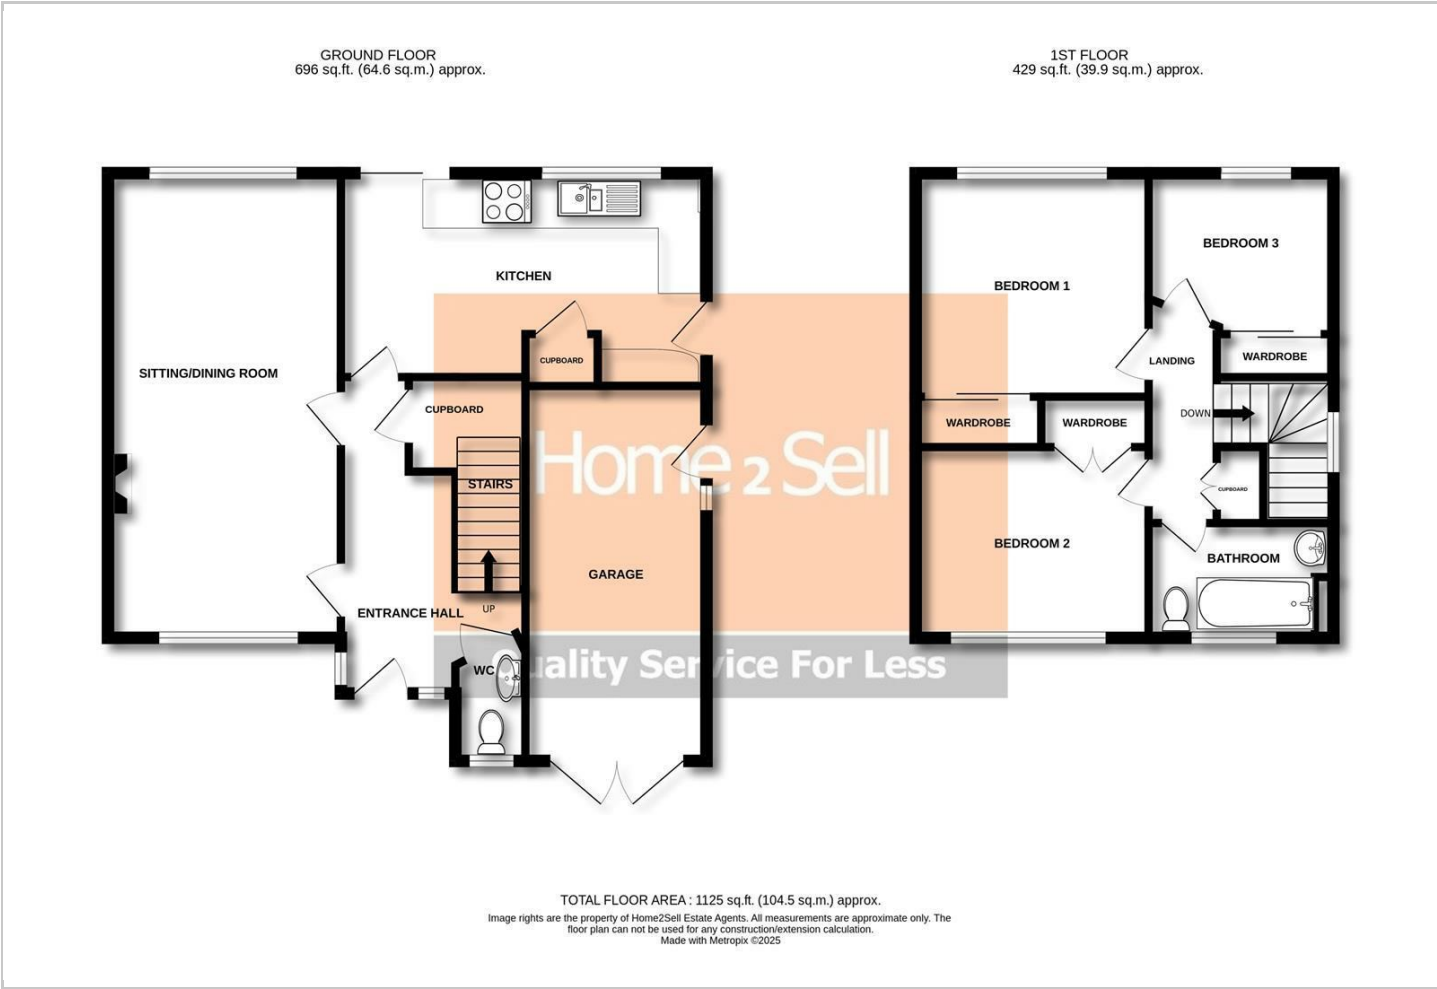 GROUND FLOOR
696 sq.ft. (64.6 sq.m.) approx.
1ST FLOOR
429 sq.ft. (39.9 sq.m.) approx.
KITCHEN
CUPBOARD
SITTING/DINING ROOM
CUPBOARD
STAIRS
UP
ENTRANCE HALL
WC
GARAGE
BEDROOM 1
BEDROOM 3
LANDING
WARDROBE
DOWN
WARDROBE
WARDROBE
CUPBOARD
BEDROOM 2
BATHROOM
Home 2 Sell
Quality Service For Less
TOTAL FLOOR AREA : 1125 sq.ft. (104.5 sq.m.) approx.
Image rights are the property of Home2Sell Estate Agents. All measurements are approximate only. The
floor plan can not be used for any construction/extension calculation.
Made with Metropix ©2025